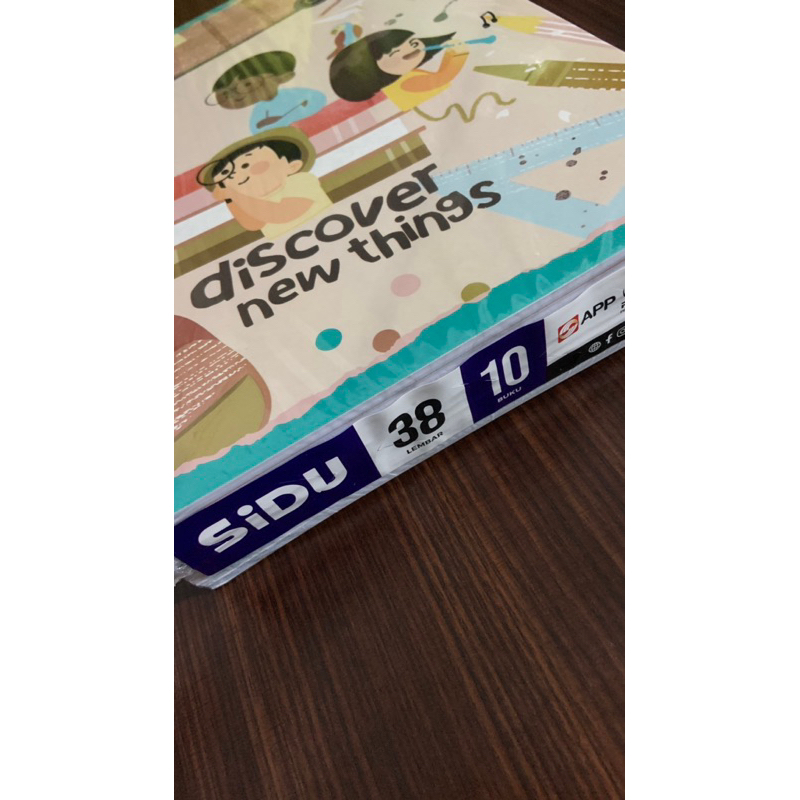 discover
new things
SiDU
38
LEMBAR
10
BUKU
APP